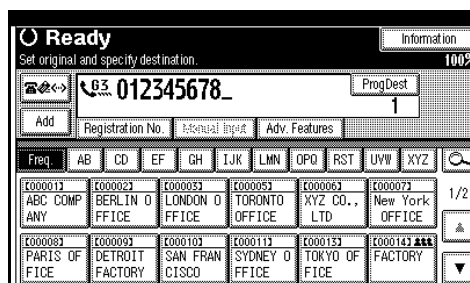 Ready
Information
Set original and specify destination.
100%
G3 012345678_
ProgDest
1
Add
Registration No.
Manual Input
Adv. Features
Freq. AB CD EF GH IJK LMN OPQ RST UVW XYZ
[00001] [00002] [00003] [00005] [00006] [00007]
ABC COMP BERLIN O LONDON O TORONTO XYZ CO., New York
ANY FFICE FFICE OFFICE LTD OFFICE
1/2
[00008] [00009] [00010] [00011] [00013] [00014]
PARIS OF DETROIT SAN FRAN SYDNEY O TOKYO OF FACTORY
FICE FACTORY CISCO FFICE FICE